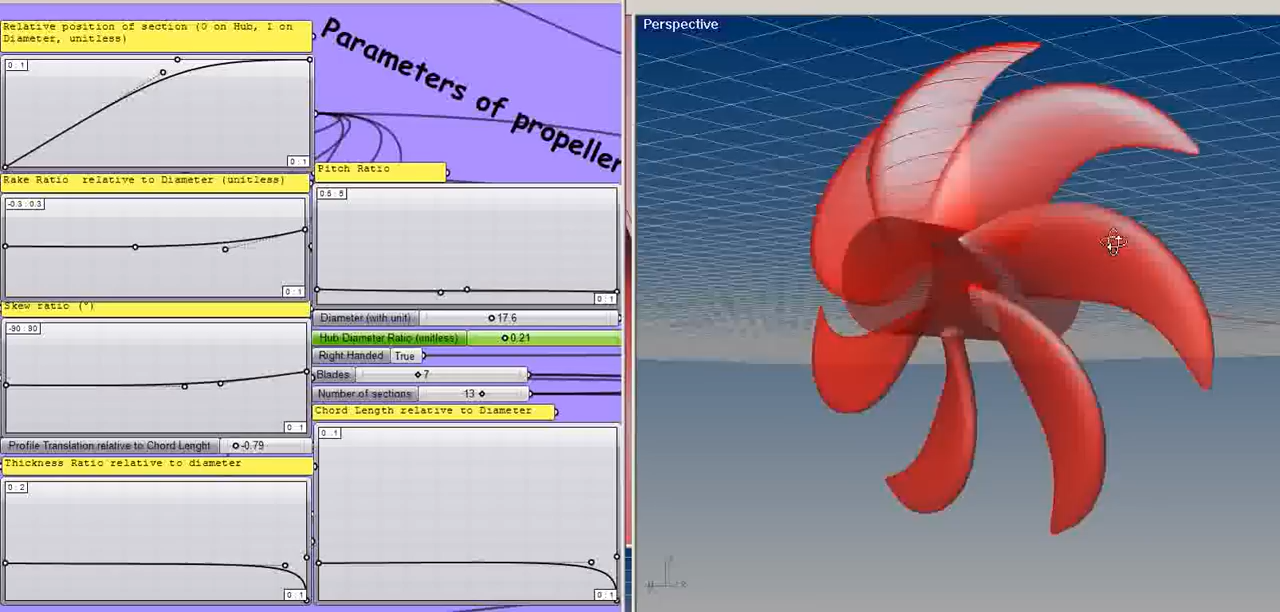 Relative position of section (0 on Hub, 1 on
Diameter, unitless)
0 : 1
0 : 1
Rake Ratio relative to Diameter (unitless)
-0.3 : 0.3
0 : 1
Skew ratio (°)
-90 : 90
0 : 1
Profile Translation relative to Chord Lenght
-0.79
Thickness Ratio relative to diameter
0 : 2
0 : 1
Parameters of propeller
Pitch Ratio
0.5 : 5
0 : 1
Diameter (with unit)
17.6
Hub Diameter Ratio (unitless)
0.21
Right Handed
True
Blades
7
Number of sections
13
Chord Length relative to Diameter
0 : 1
0 : 1
Perspective